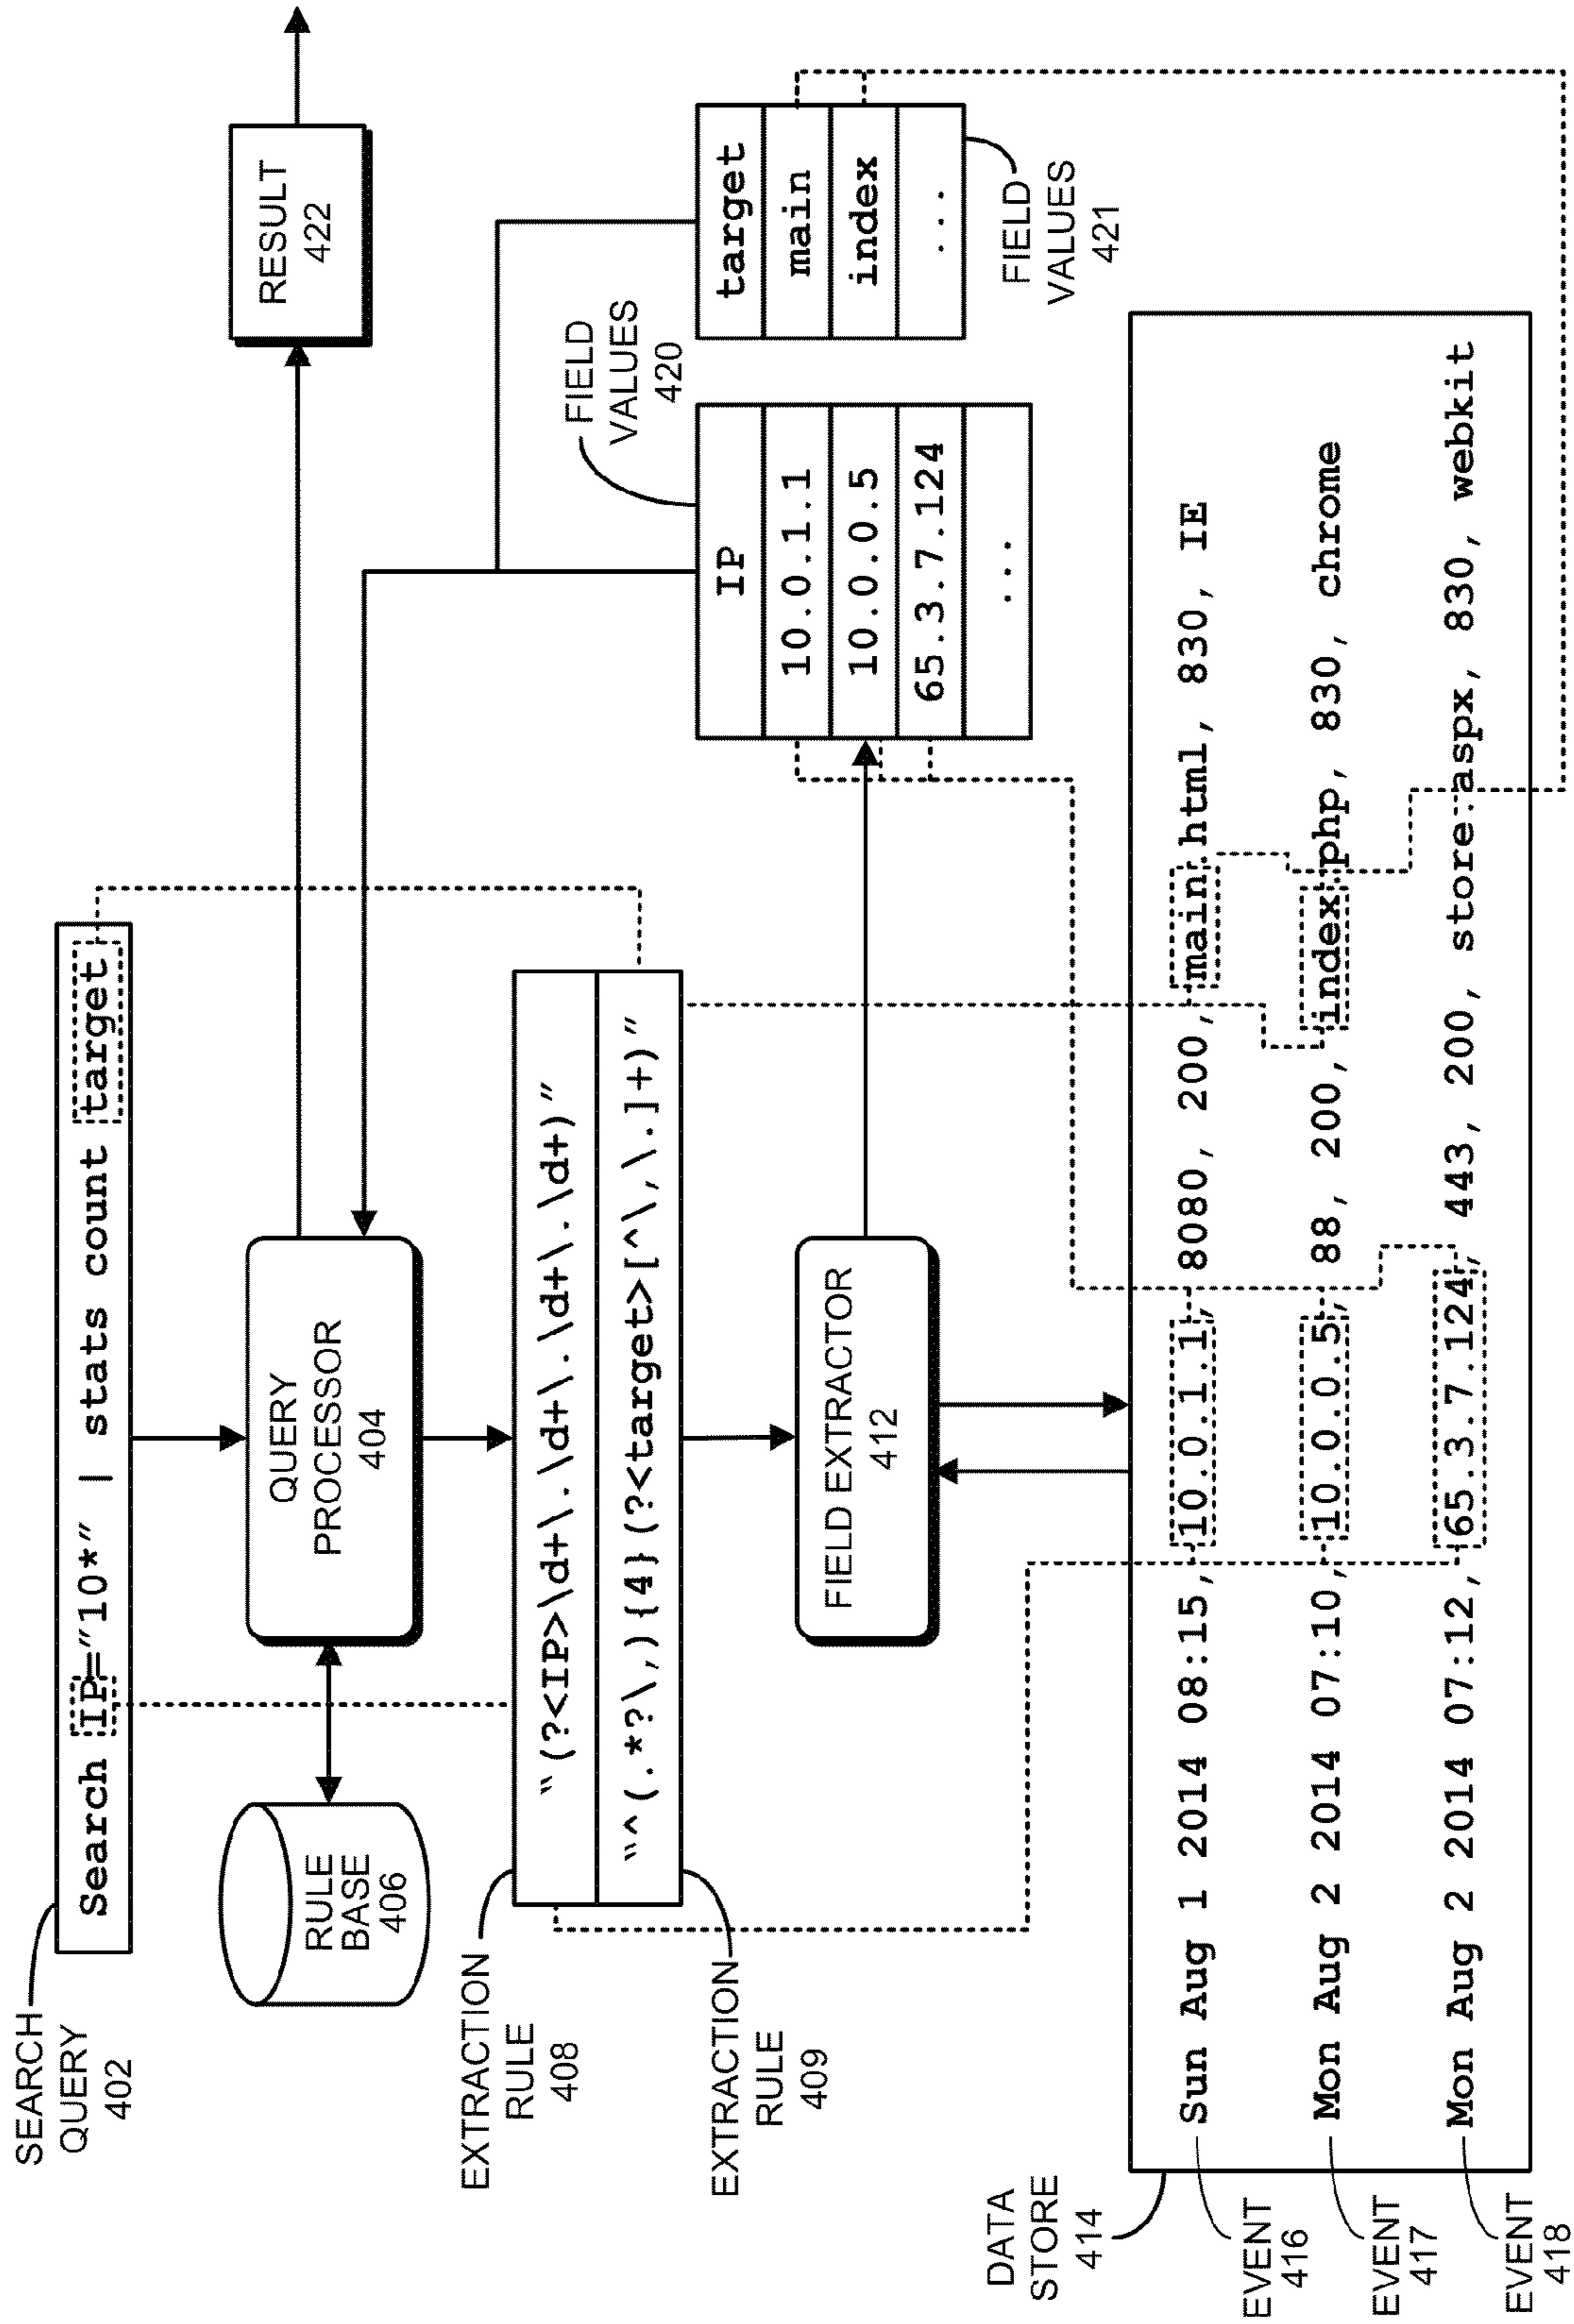 SEARCH
QUERY
402
Search IP="10*" | stats count target
RULE
BASE
406
QUERY
PROCESSOR
404
RESULT
422
EXTRACTION
RULE
408
"(?<IP>\d+\.\d+\.\d+\.\d+)"
"^(.*?\,){4}(?<target>[^\,\.]+)"
EXTRACTION
RULE
409
FIELD EXTRACTOR
412
FIELD
VALUES
420
IP
10.0.1.1
10.0.0.5
65.3.7.124
...
target
main
index
...
FIELD
VALUES
421
DATA
STORE
414
Sun Aug 1 2014 08:15, 10.0.1.1, 8080, 200, main.html, 830, IE
Mon Aug 2 2014 07:10, 10.0.0.5, 88, 200, index.php, 830, chrome
Mon Aug 2 2014 07:12, 65.3.7.124, 443, 200, store.aspx, 830, webkit
EVENT
416
EVENT
417
EVENT
418